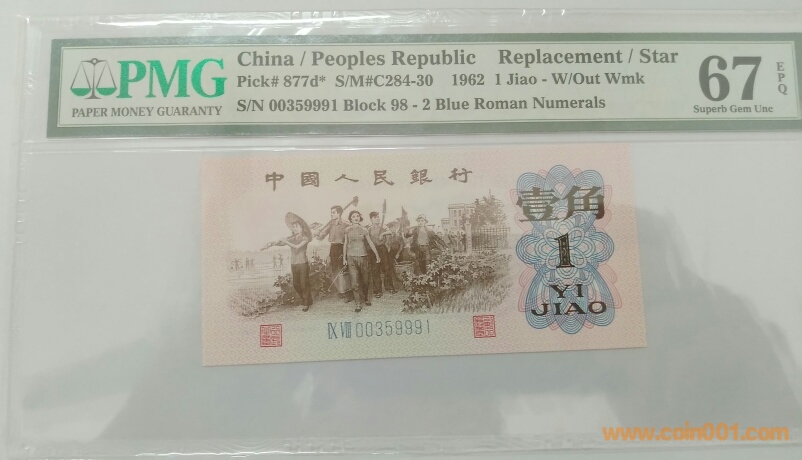 PMG
PAPER MONEY GUARANTY
China / Peoples Republic Replacement / Star
Pick# 877d* S/M#C284-30 1962 1 Jiao - W/Out Wmk
S/N 00359991 Block 98 - 2 Blue Roman Numerals
67
EPQ
Superb Gem Unc
中國人民銀行
壹角
1
YI
JIAO
IX VIII 00359991
www.coin001.com